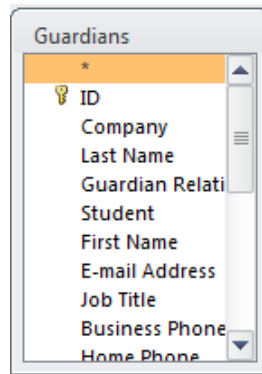 Guardians
*
ID
Company
Last Name
Guardian Relati
Student
First Name
E-mail Address
Job Title
Business Phone
Home Phone